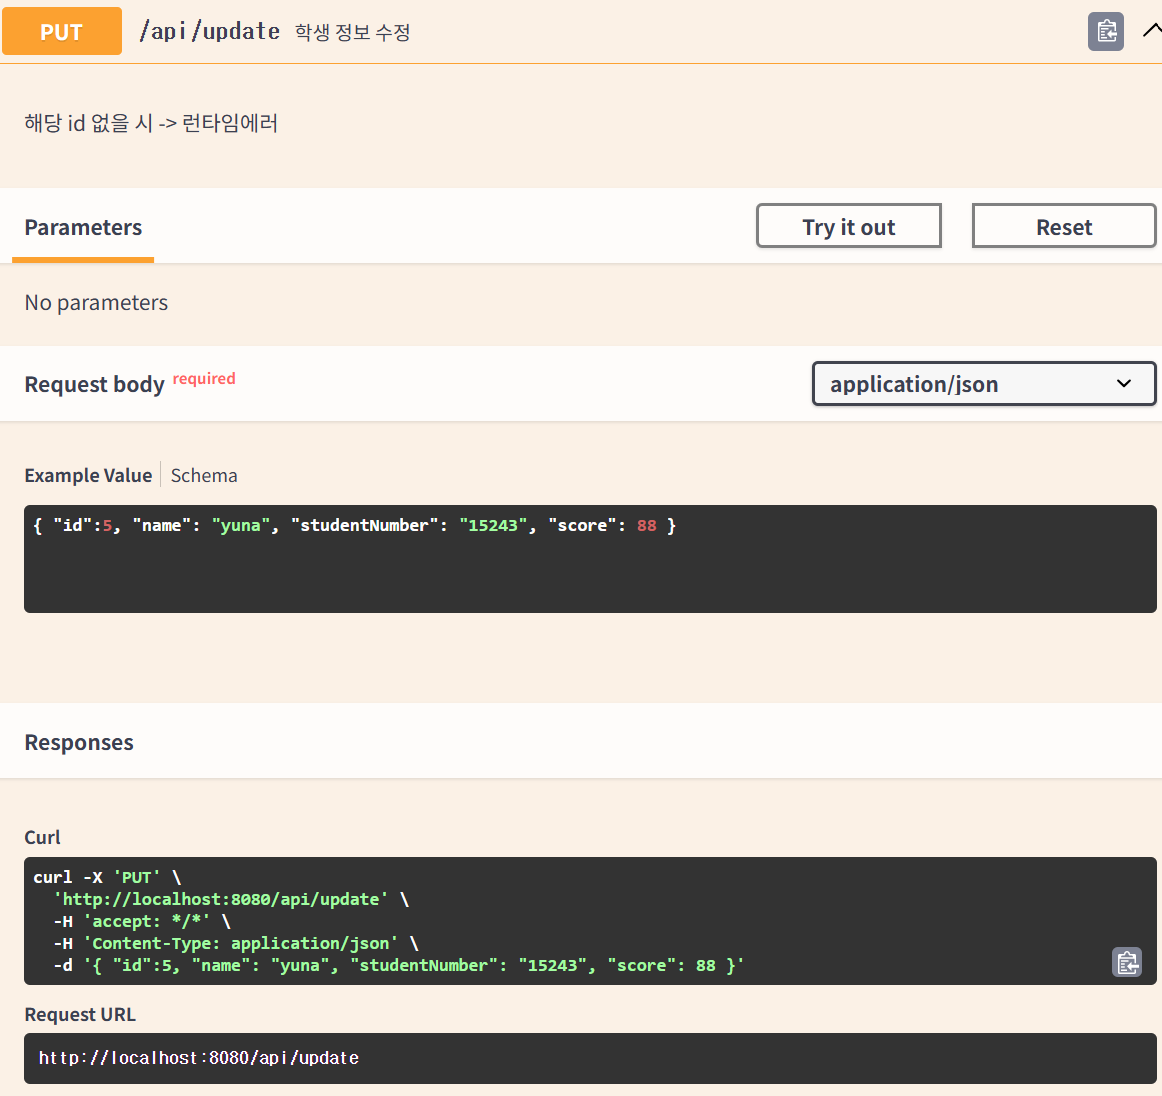 PUT /api/update 학생 정보 수정
해당 id 없을 시 -> 런타임에러
Parameters
Try it out
Reset
No parameters
Request body required
application/json
Example Value
Schema
{ "id":5, "name": "yuna", "studentNumber": "15243", "score": 88 }
Responses
Curl
curl -X 'PUT' \
'http://localhost:8080/api/update' \
-H 'accept: */*' \
-H 'Content-Type: application/json' \
-d '{ "id":5, "name": "yuna", "studentNumber": "15243", "score": 88 }'
Request URL
http://localhost:8080/api/update